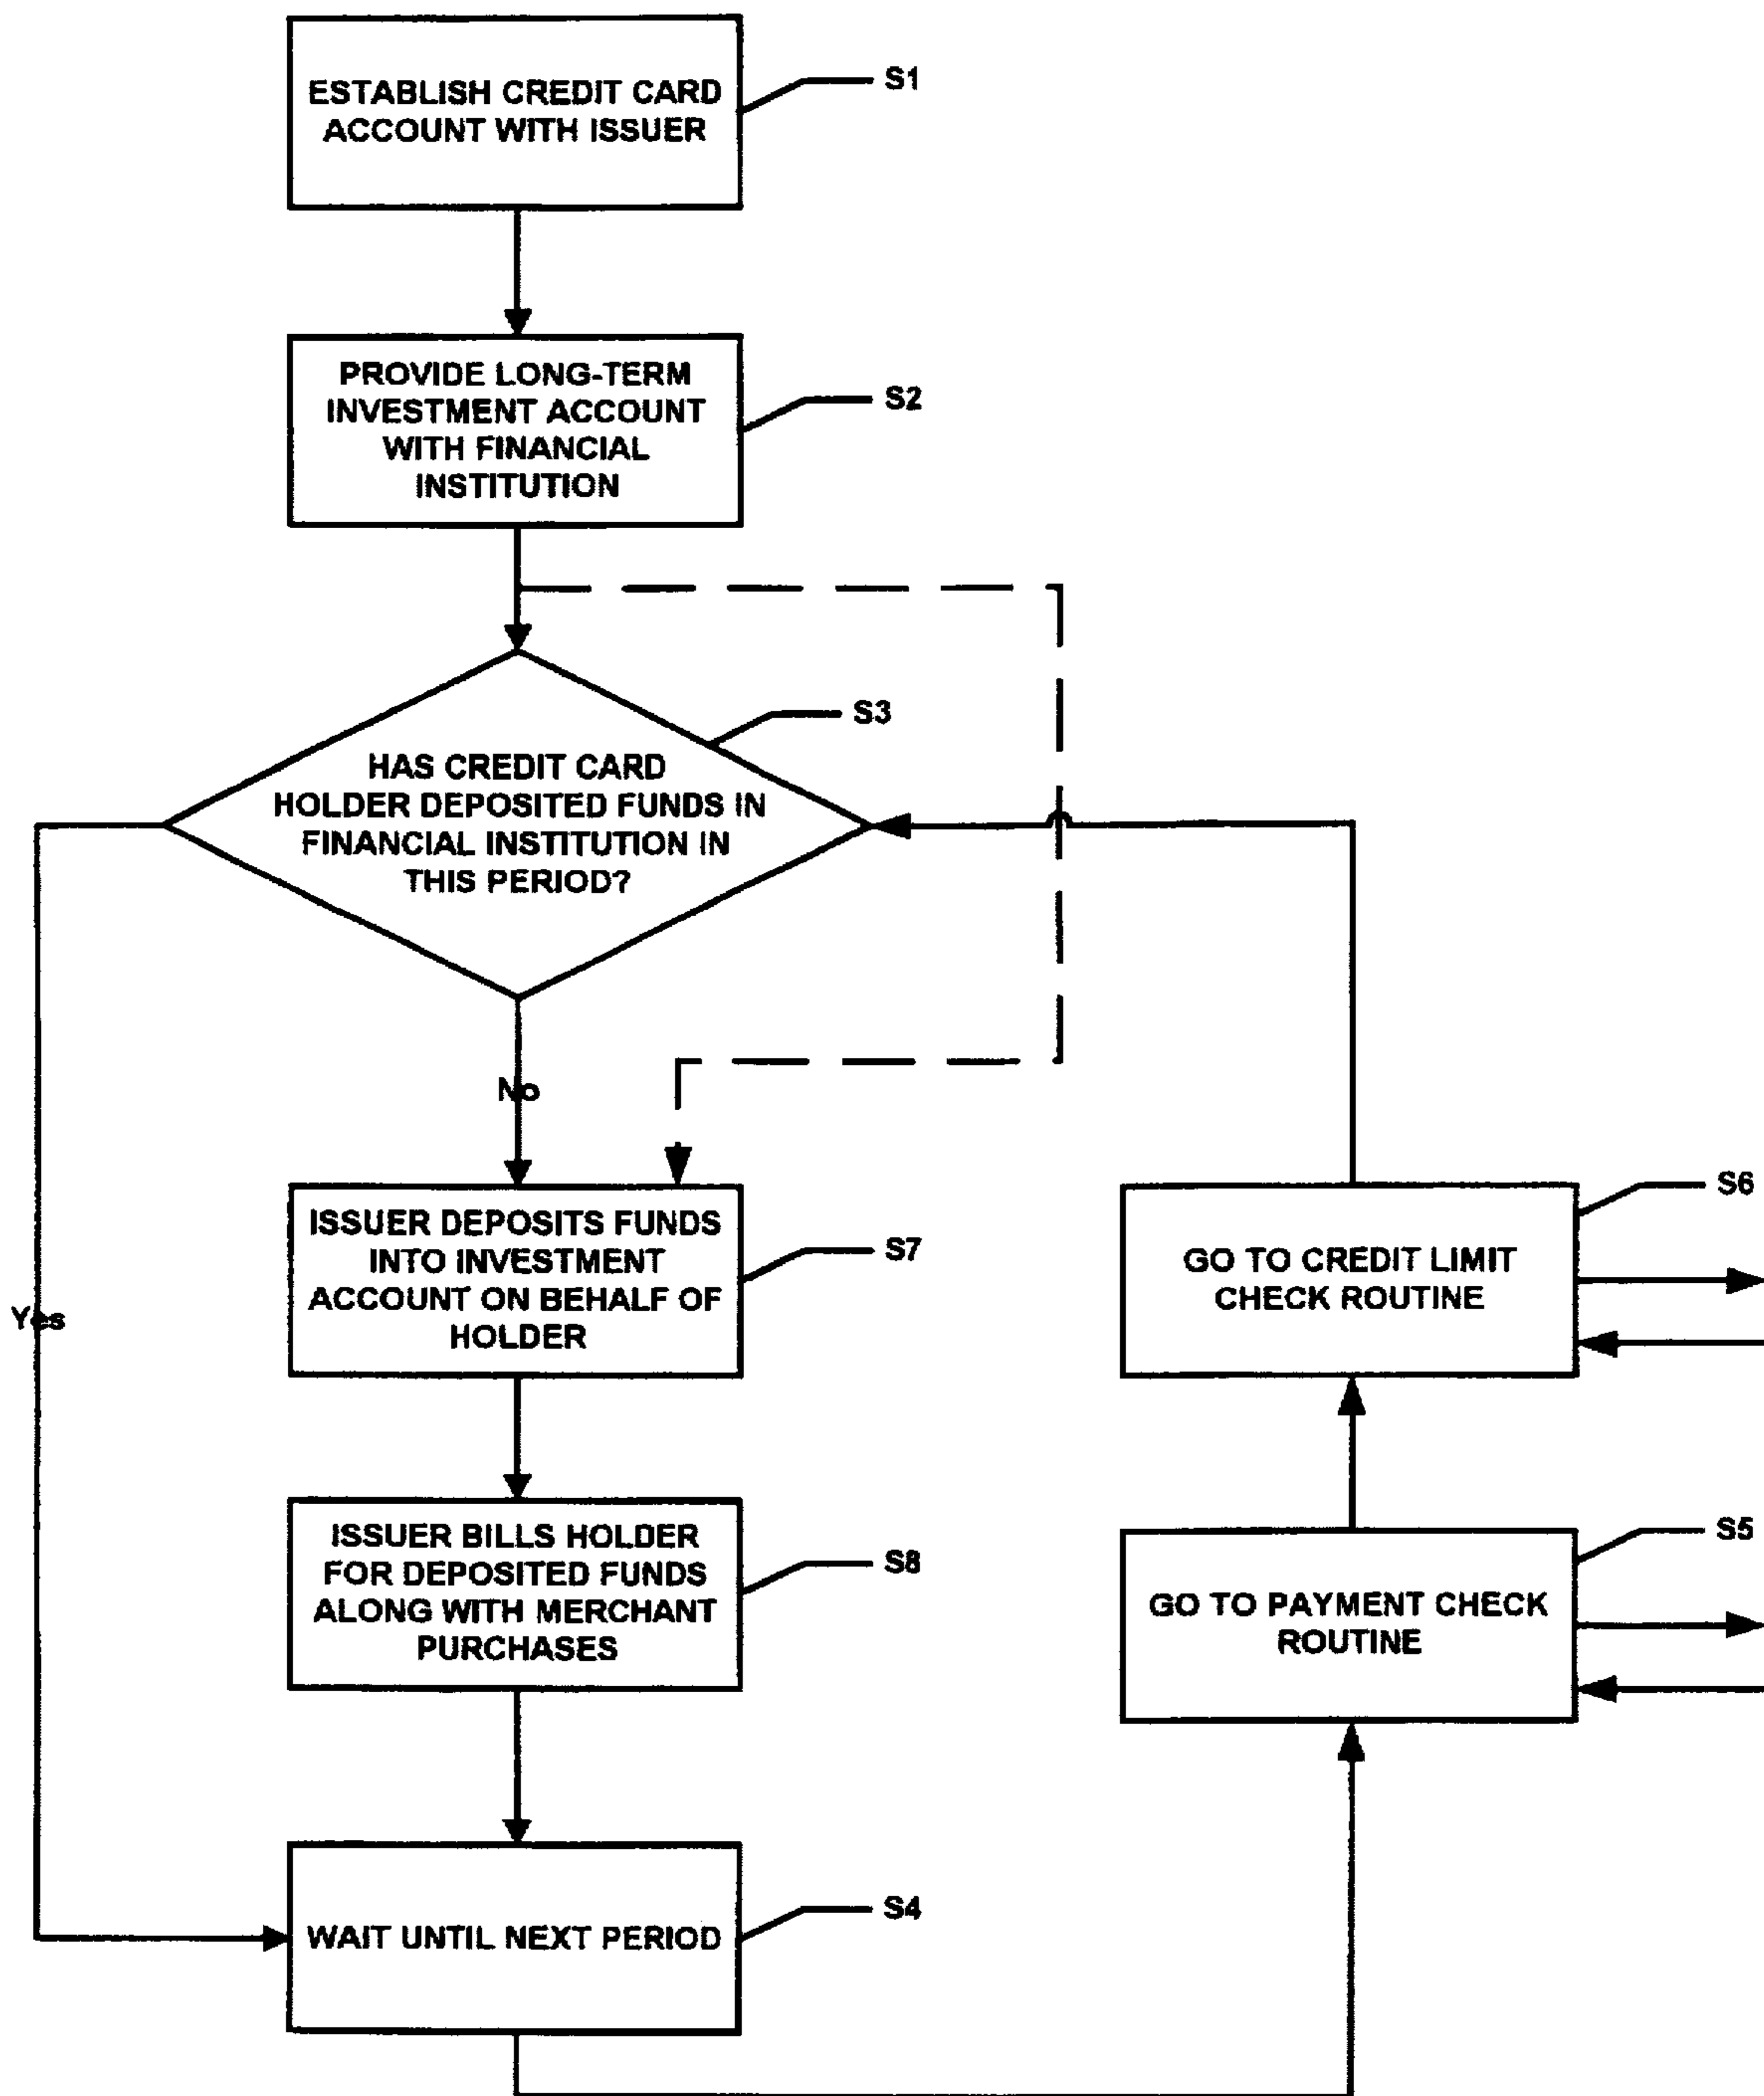 ESTABLISH CREDIT CARD
ACCOUNT WITH ISSUER
S1
PROVIDE LONG-TERM
INVESTMENT ACCOUNT
WITH FINANCIAL
INSTITUTION
S2
S3
HAS CREDIT CARD
HOLDER DEPOSITED FUNDS IN
FINANCIAL INSTITUTION IN
THIS PERIOD?
No
Yes
ISSUER DEPOSITS FUNDS
INTO INVESTMENT
ACCOUNT ON BEHALF OF
HOLDER
S7
S6
GO TO CREDIT LIMIT
CHECK ROUTINE
ISSUER BILLS HOLDER
FOR DEPOSITED FUNDS
ALONG WITH MERCHANT
PURCHASES
S8
S5
GO TO PAYMENT CHECK
ROUTINE
WAIT UNTIL NEXT PERIOD
S4